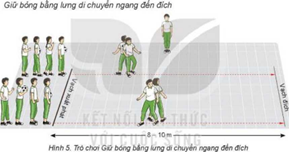 Giữ bóng bằng lưng di chuyển ngang đến đích
KẾT NỐI TRI THỨC
VỚI CUỘC SỐNG
Vạch xuất phát
Vạch đích
8 - 10 m
Hình 5. Trò chơi Giữ bóng bằng lưng di chuyển ngang đến đích